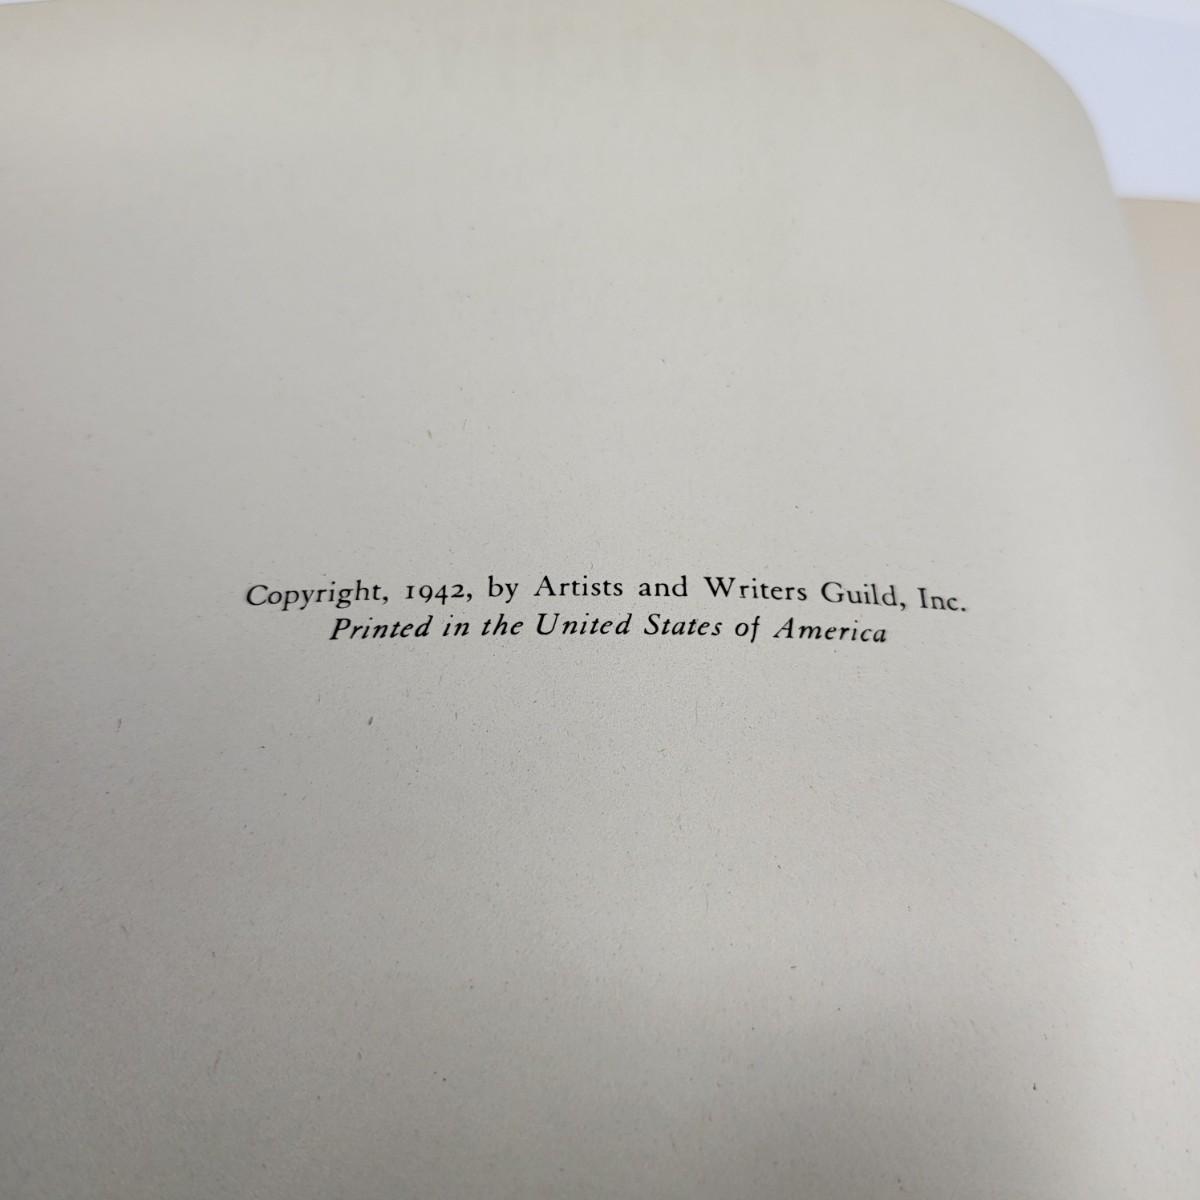 Copyright, 1942, by Artists and Writers Guild, Inc.
Printed in the United States of America